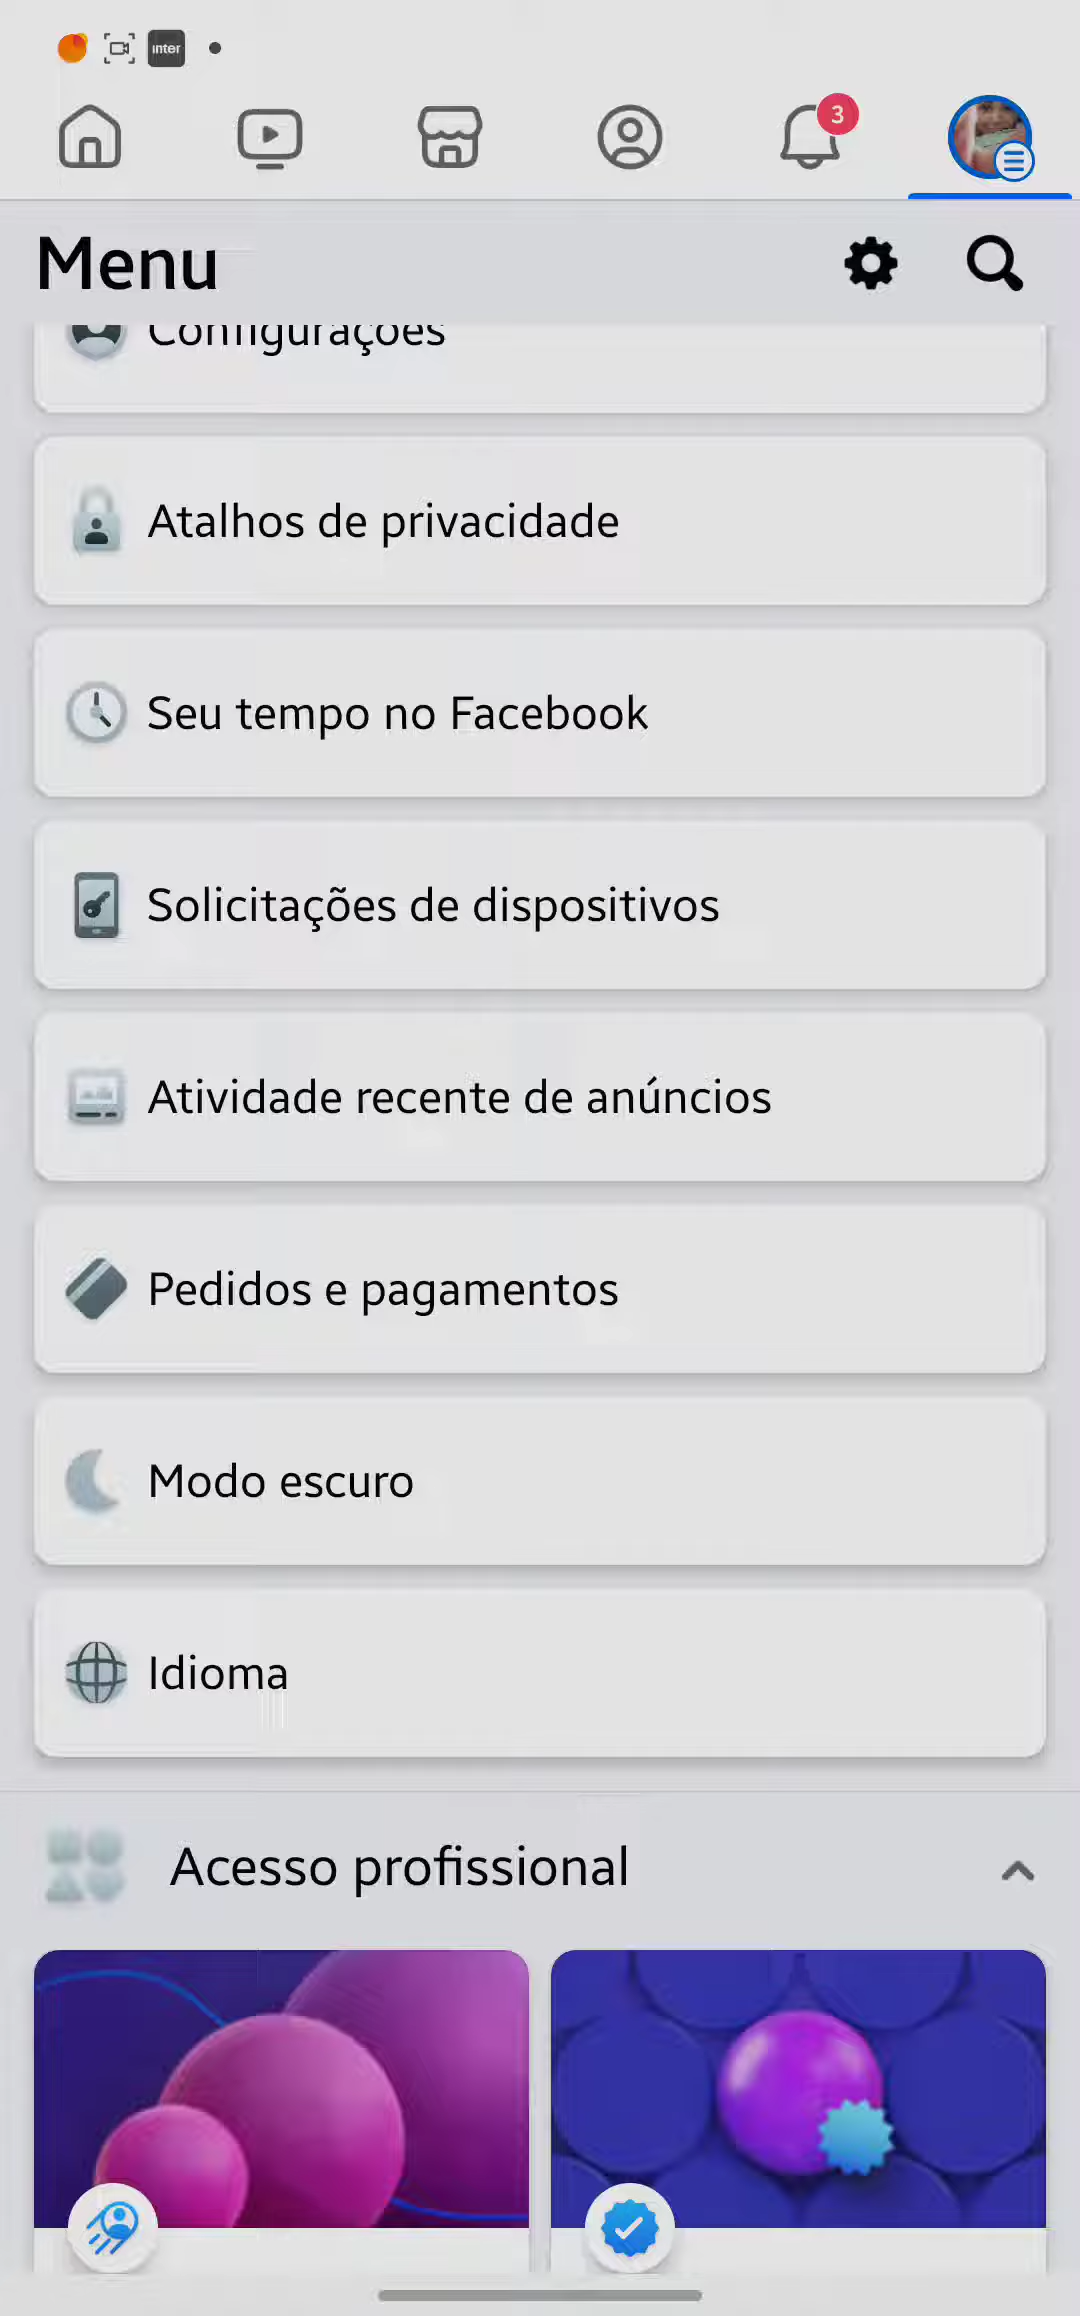 inter
3
Menu
Configurações
Atalhos de privacidade
Seu tempo no Facebook
Solicitações de dispositivos
Atividade recente de anúncios
Pedidos e pagamentos
Modo escuro
Idioma
Acesso profissional